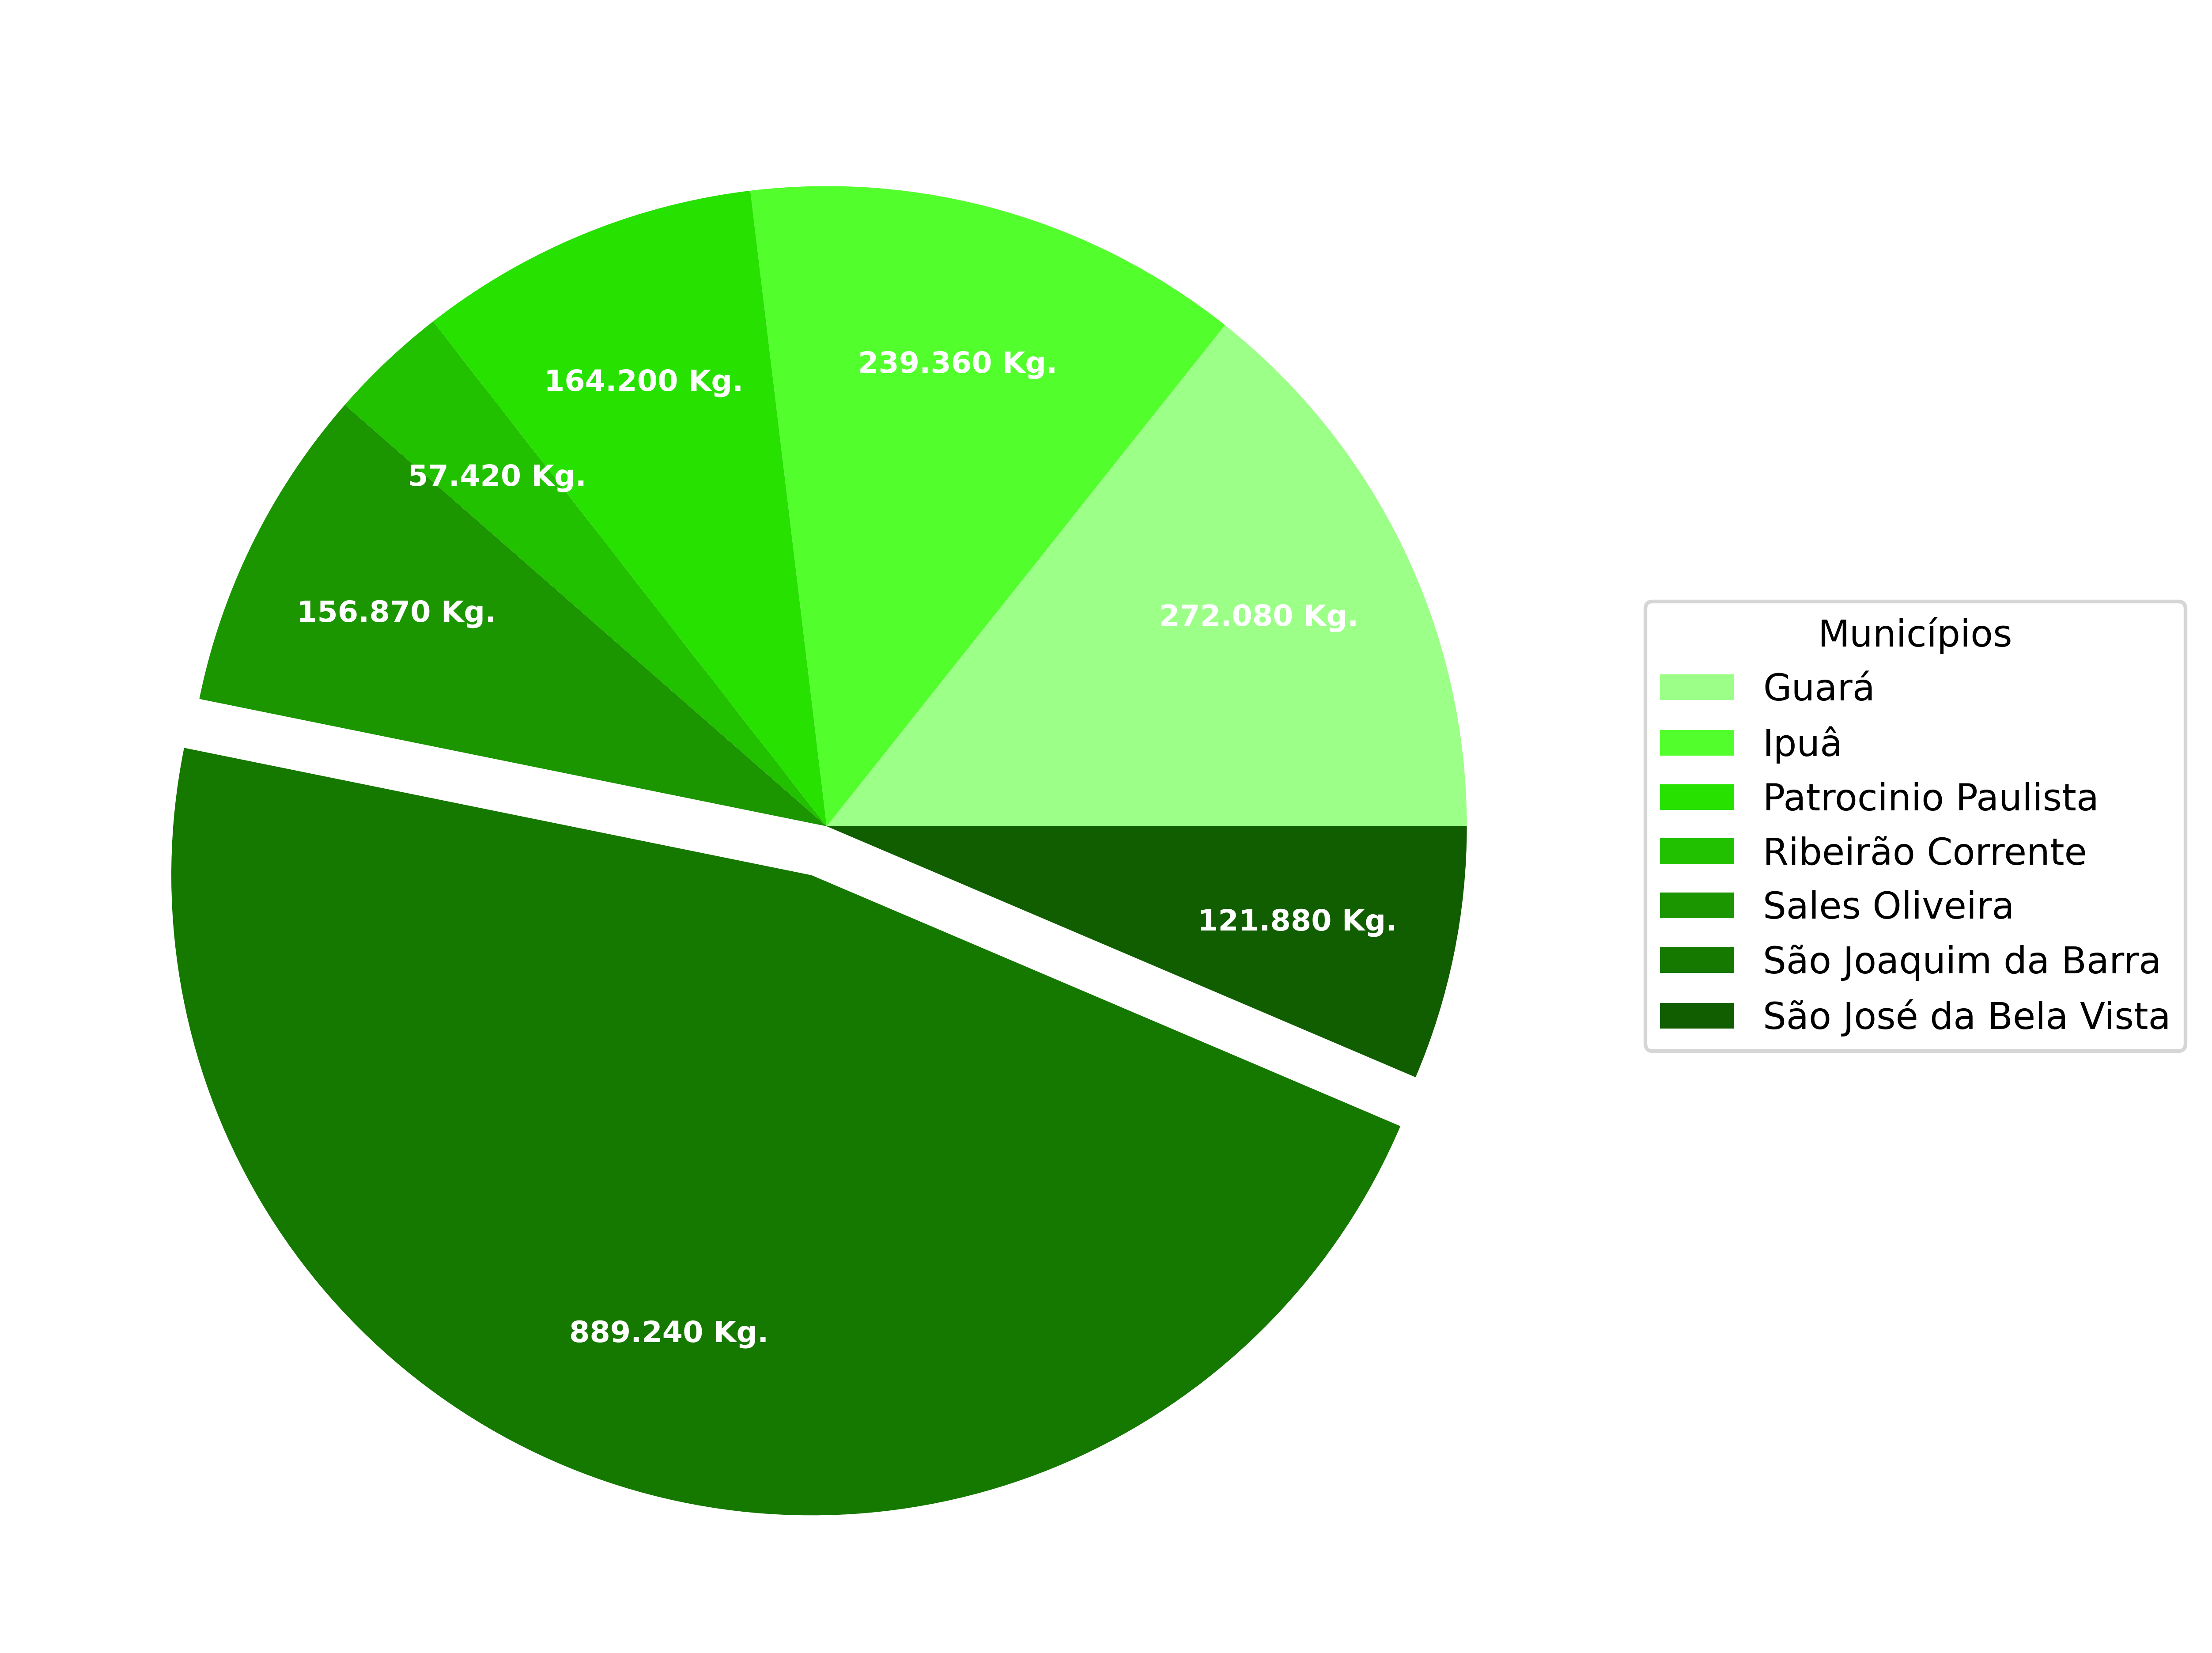 239.360 Kg.
164.200 Kg.
57.420 Kg.
156.870 Kg.
272.080 Kg.
121.880 Kg.
889.240 Kg.
Municípios
Guará
Ipuâ
Patrocinio Paulista
Ribeirão Corrente
Sales Oliveira
São Joaquim da Barra
São José da Bela Vista